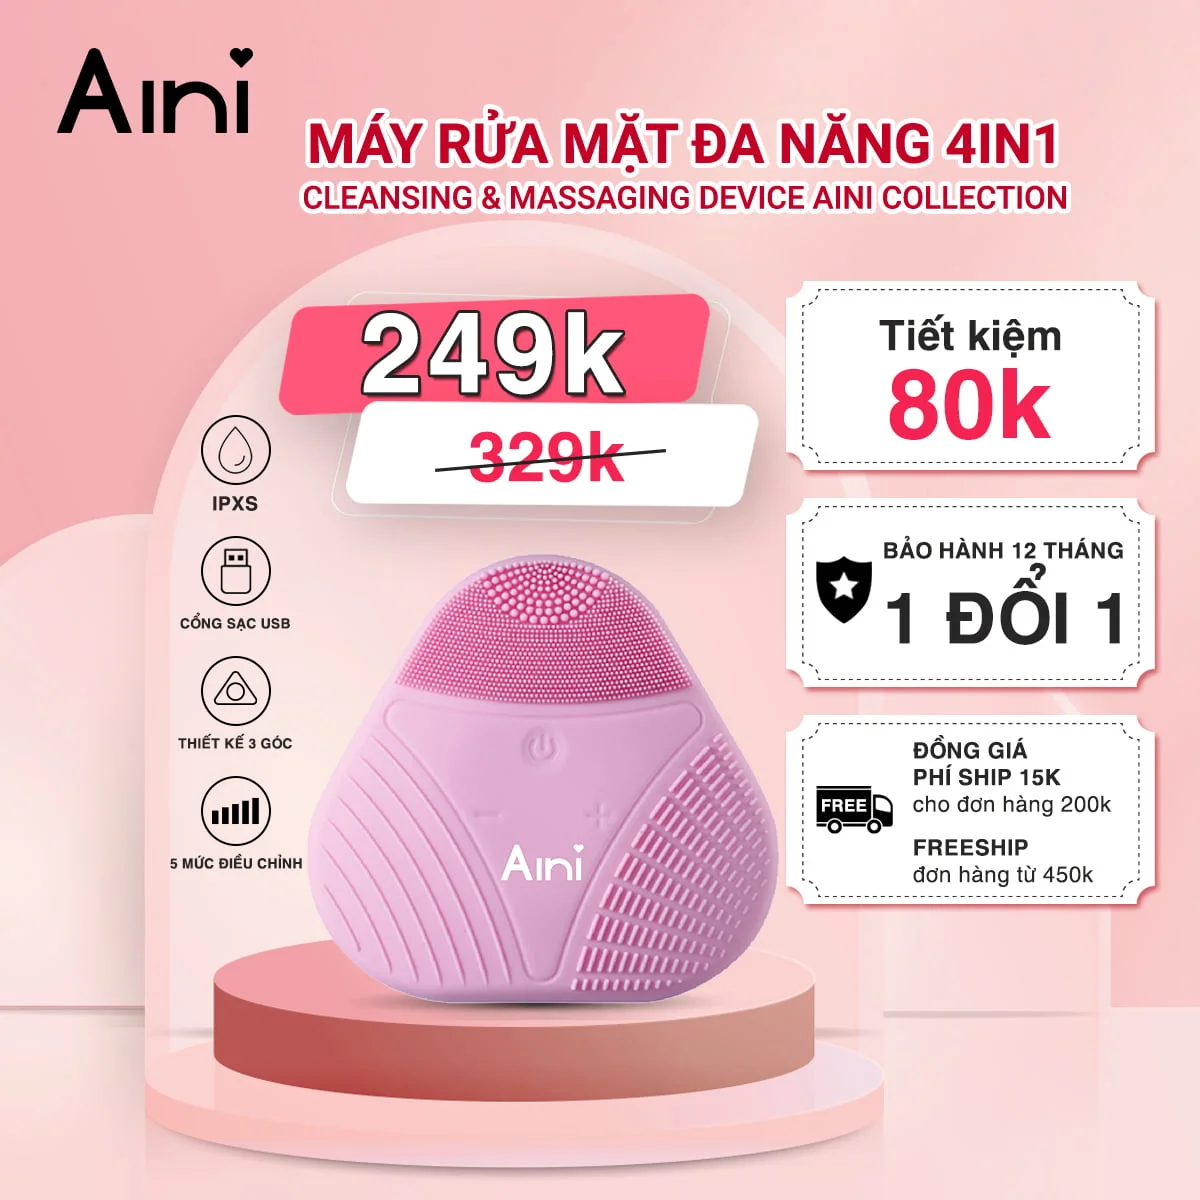 Aini
MÁY RỬA MẶT ĐA NĂNG 4IN1
CLEANSING & MASSAGING DEVICE AINI COLLECTION
249k
329k
Tiết kiệm
80k
IPXS
CỔNG SẠC USB
THIẾT KẾ 3 GÓC
5 MỨC ĐIỀU CHỈNH
BẢO HÀNH 12 THÁNG
1 ĐỔI 1
FREE
ĐỒNG GIÁ
PHÍ SHIP 15K
cho đơn hàng 200k
FREESHIP
đơn hàng từ 450k
Aini